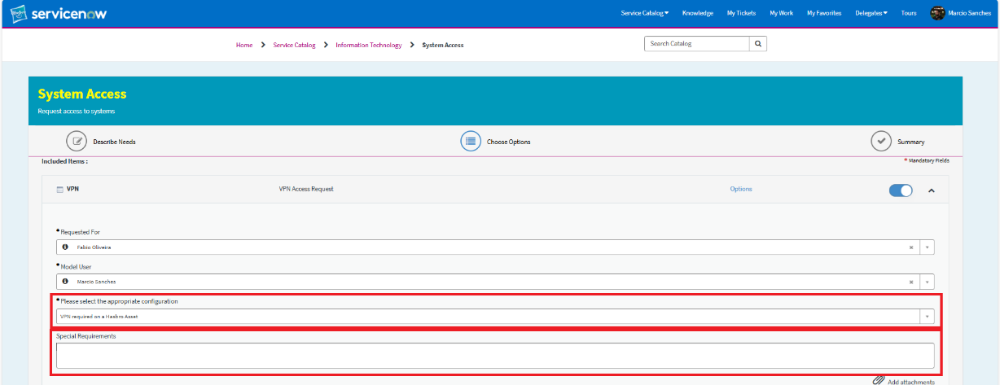 servicenow
Service Catalog Knowledge My Tickets My Work My Favorites Delegates Tours Marcio Sanches
Home > Service Catalog > Information Technology > System Access
Search Catalog
System Access
Request access to systems
Describe Needs Choose Options Summary
Included Items :
* Mandatory Fields
VPN VPN Access Request Options
* Requested For
Fabio Oliveira
* Model User
Marcio Sanches
* Please select the appropriate configuration
VPN required on a Hasbro Asset
Special Requirements
Add attachments